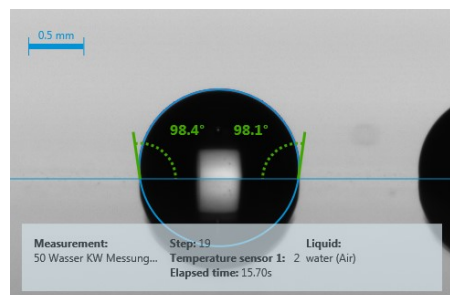 0.5 mm
98.4° 98.1°
Measurement: Step: 19 Liquid:
50 Wasser KW Messung... Temperature sensor 1: 2 water (Air)
Elapsed time: 15.70s